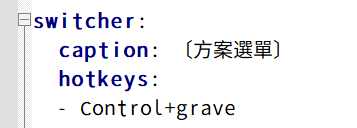 switcher:
caption: 〔方案選單〕
hotkeys:
- Control+grave